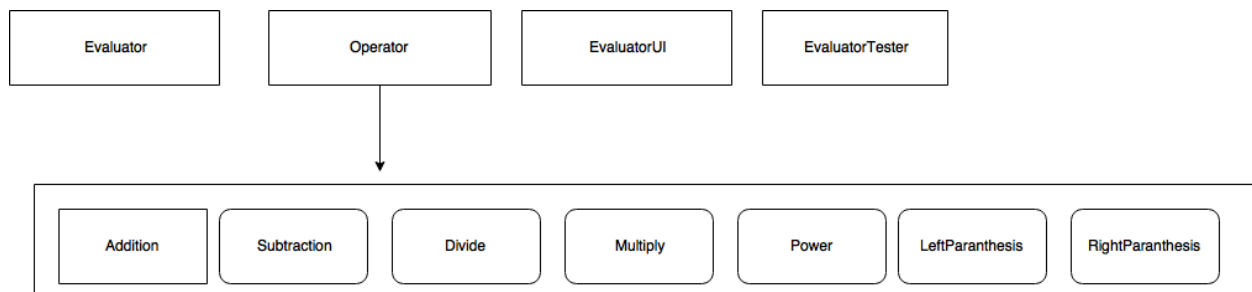 Evaluator
Operator
EvaluatorUI
EvaluatorTester
Addition
Subtraction
Divide
Multiply
Power
LeftParanthesis
RightParanthesis